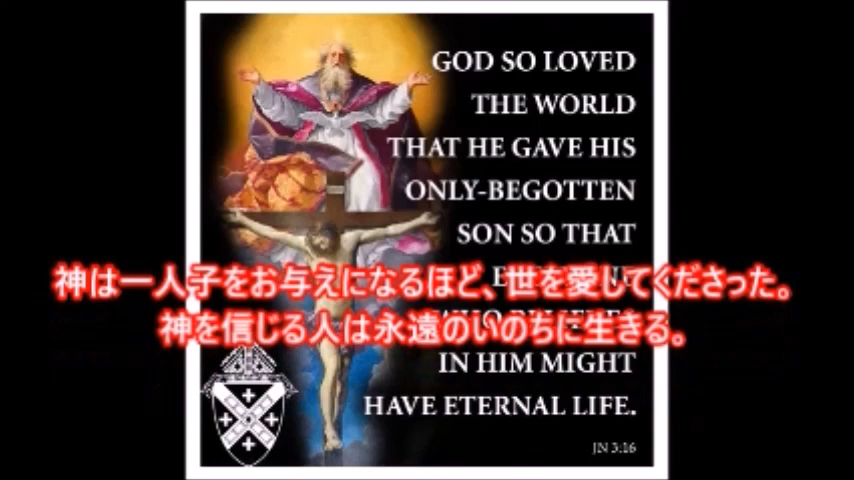 GOD SO LOVED
THE WORLD
THAT HE GAVE HIS
ONLY-BEGOTTEN
SON SO THAT
神は一人子をお与えになるほど、世を愛してくださった。
神を信じる人は永遠のいのちに生きる。
IN HIM MIGHT
HAVE ETERNAL LIFE.
JN 3:16